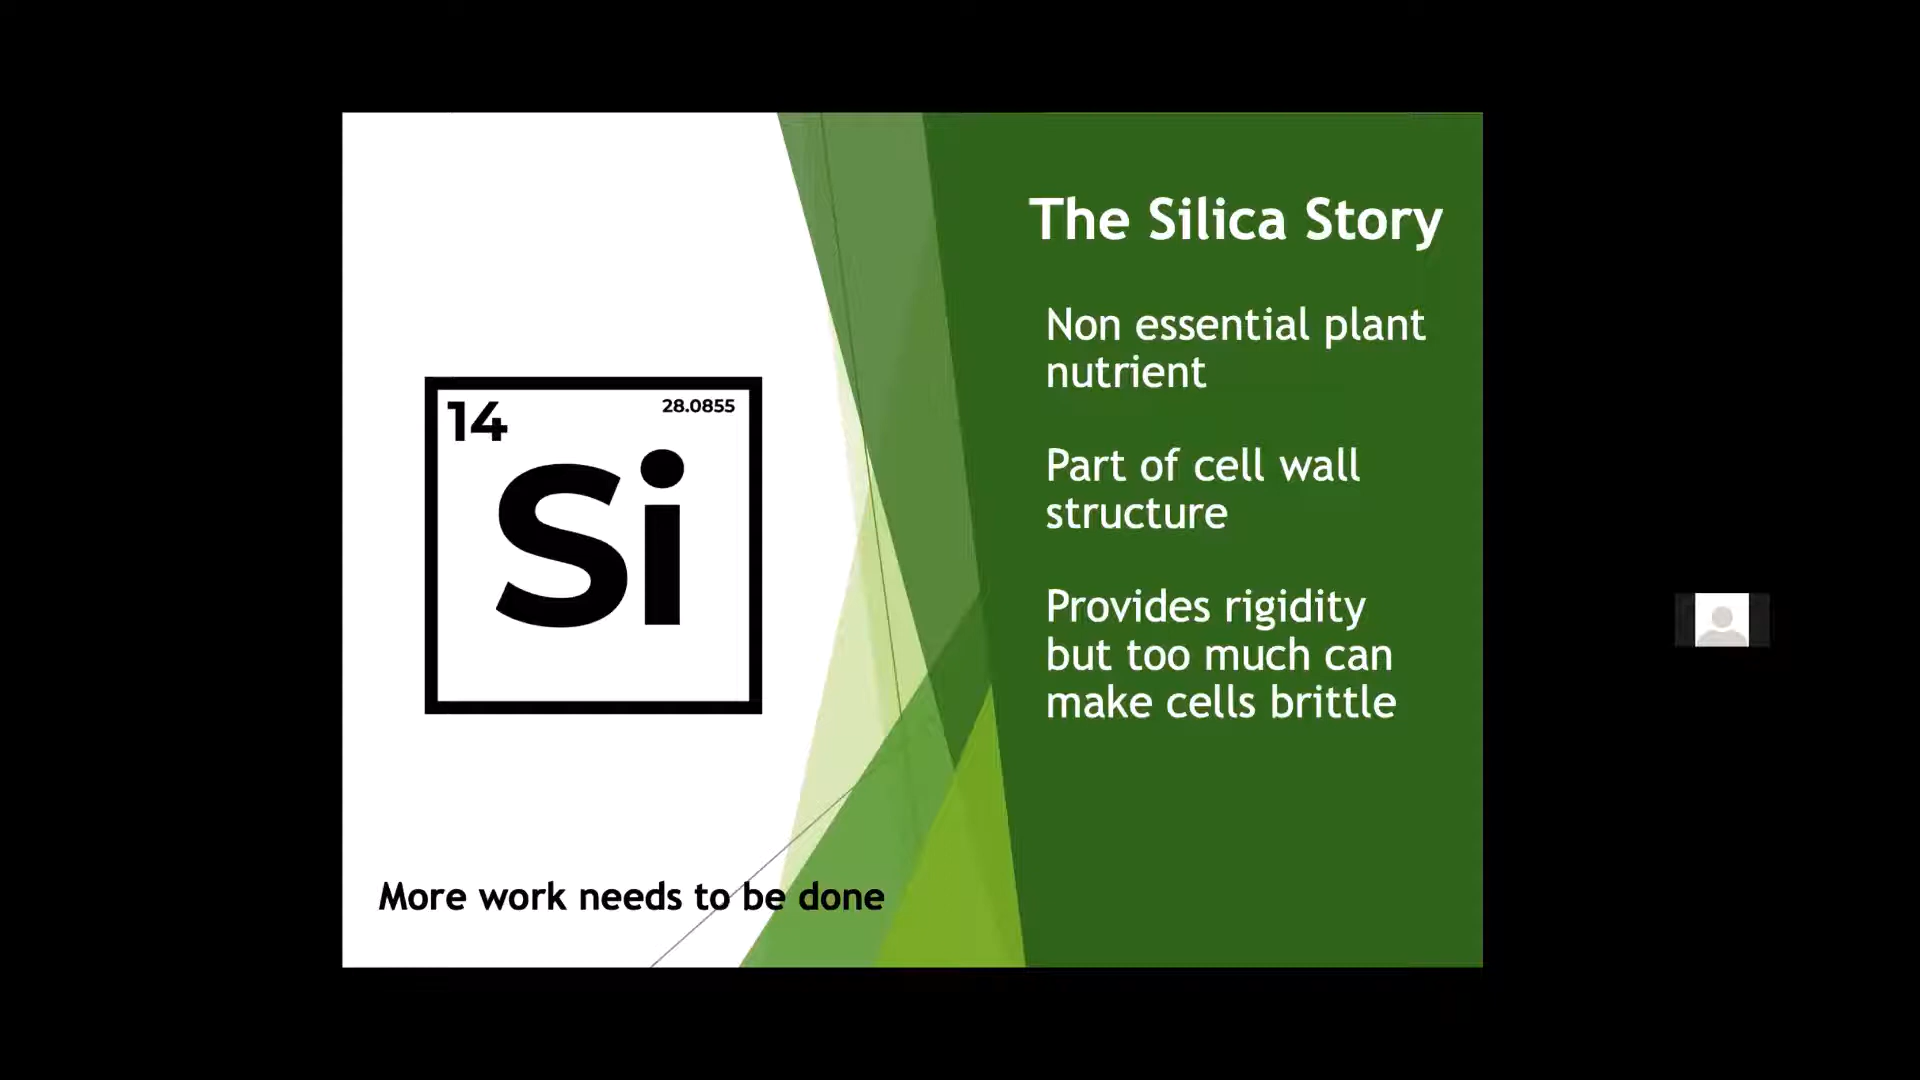 The Silica Story
Non essential plant
nutrient
Part of cell wall
structure
Provides rigidity
but too much can
make cells brittle
14
28.0855
Si
More work needs to be done